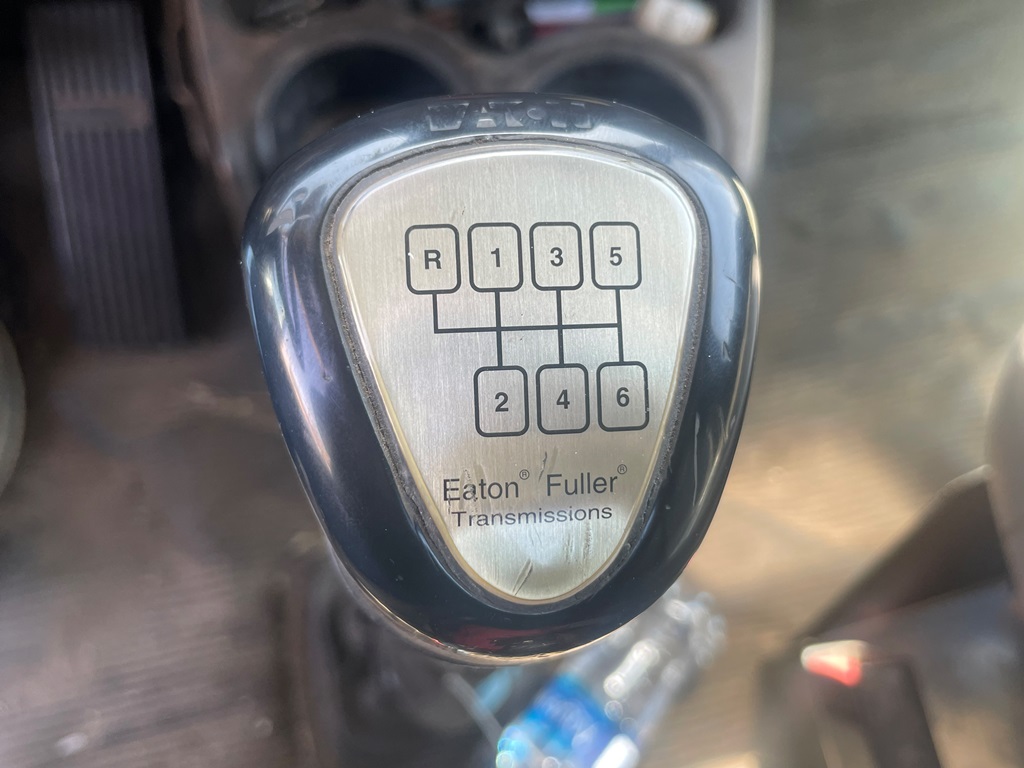 R 1 3 5
2 4 6
Eaton® Fuller®
Transmissions